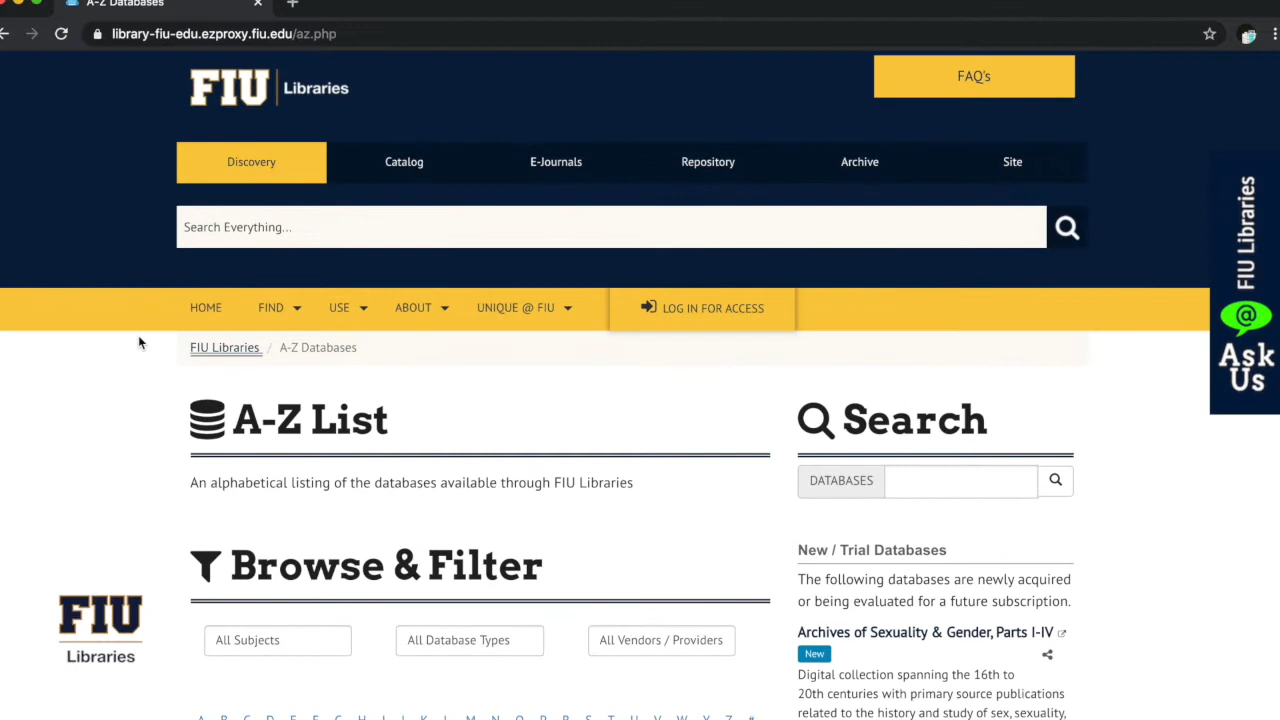 A-Z Databases
library-fiu-edu.ezproxy.fiu.edu/az.php
FIU Libraries
FAQ's
Discovery
Catalog
E-Journals
Repository
Archive
Site
Search Everything...
HOME
FIND
USE
ABOUT
UNIQUE @ FIU
LOG IN FOR ACCESS
FIU Libraries
@
Ask
Us
FIU Libraries / A-Z Databases
A-Z List
An alphabetical listing of the databases available through FIU Libraries
Browse & Filter
All Subjects
All Database Types
All Vendors / Providers
Search
DATABASES
New / Trial Databases
The following databases are newly acquired
or being evaluated for a future subscription.
Archives of Sexuality & Gender, Parts I-IV
New
Digital collection spanning the 16th to
20th centuries with primary source publications
related to the history and study of sex, sexuality,
FIU
Libraries